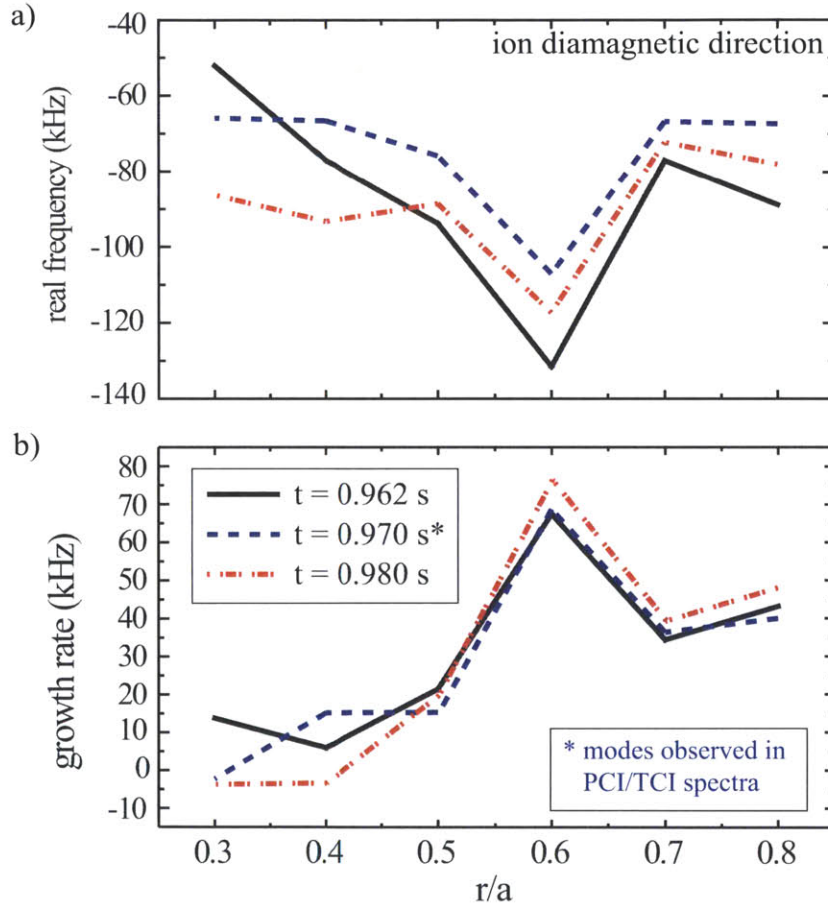 a)
ion diamagnetic direction
real frequency (kHz)
-40
-60
-80
-100
-120
-140
b)
growth rate (kHz)
80
70
60
50
40
30
20
10
0
-10
t = 0.962 s
t = 0.970 s*
t = 0.980 s
* modes observed in
PCI/TCI spectra
0.3 0.4 0.5 0.6 0.7 0.8
r/a